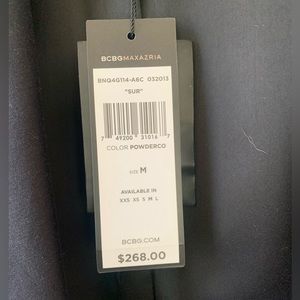 BCBGMAXAZRIA
BNQ4G114-A6C 032013
"SUR"
7 49200 31016 7
COLOR POWDERCO
SIZE M
AVAILABLE IN
XXS XS S M L
BCBG.COM
$268.00